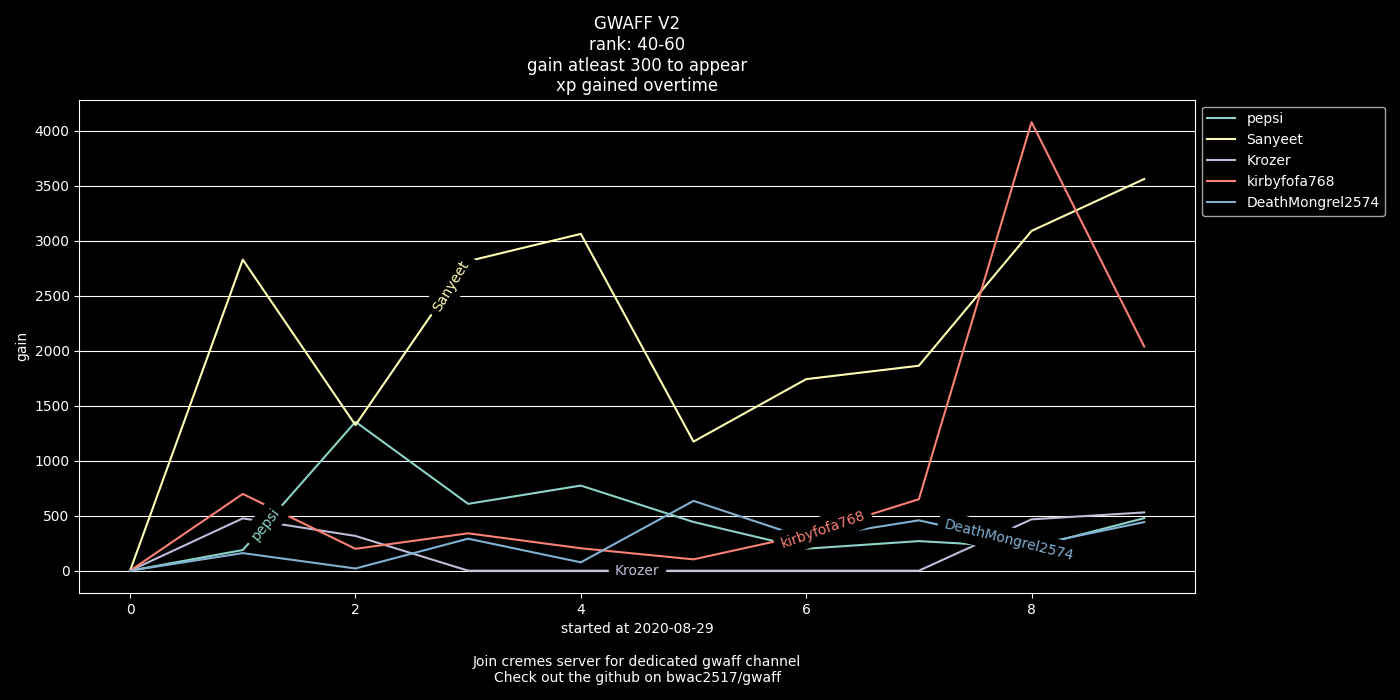 GWAFF V2
rank: 40-60
gain atleast 300 to appear
xp gained overtime
pepsi
Sanyeet
Krozer
kirbyfofa768
DeathMongrel2574
4000
3500
3000
2500
2000
1500
1000
500
0
gain
Sanyeet
pepsi
kirbyfofa768
DeathMongrel2574
Krozer
0 2 4 6 8
started at 2020-08-29
Join cremes server for dedicated gwaff channel
Check out the github on bwac2517/gwaff